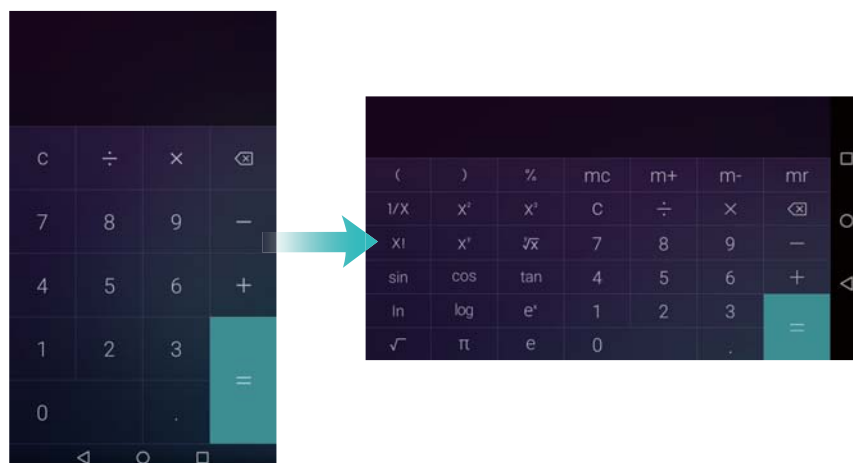 C ÷ ×
7 8 9 −
4 5 6 +
1 2 3 =
0 .
( ) % mc m+ m- mr
1/X X² X³ C ÷ ×
X! Xʸ ʸ√x 7 8 9 −
sin cos tan 4 5 6 +
ln log eˣ 1 2 3 =
√ π e 0 .